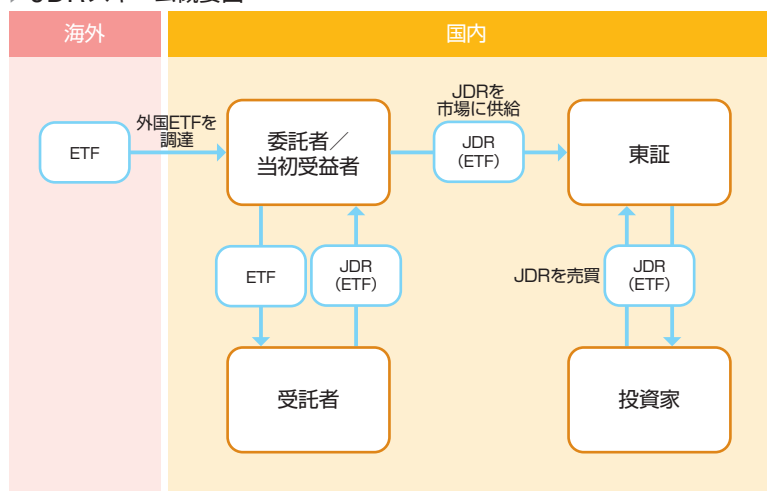 海外
国内
外国ETFを
調達
JDRを
市場に供給
ETF
委託者／
当初受益者
JDR
(ETF)
東証
ETF
JDR
(ETF)
JDRを売買
JDR
(ETF)
受託者
投資家